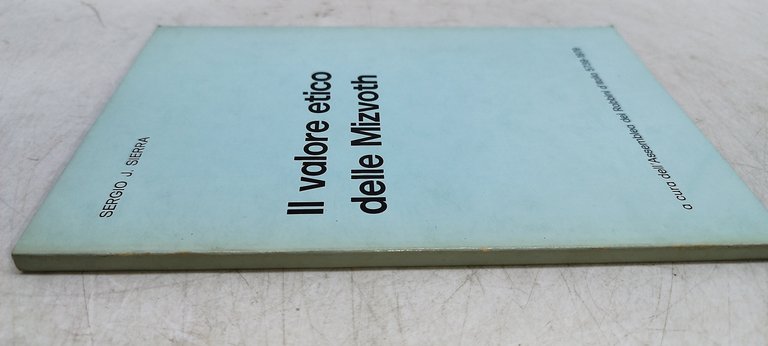 SERGIO J. SIERRA
Il valore etico
delle Mizvoth
a cura dell'Assemblea dei Rabbini d'Italia